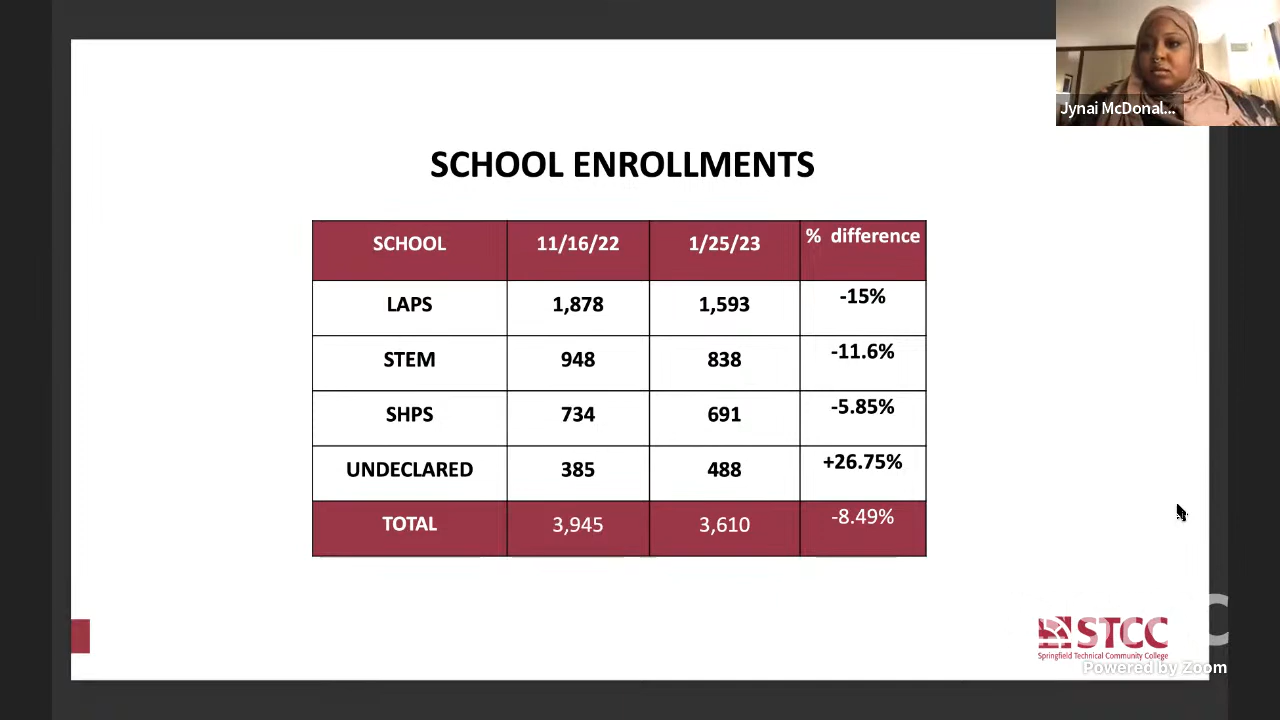 Jynai McDonal...
SCHOOL ENROLLMENTS
SCHOOL 11/16/22 1/25/23 % difference
LAPS 1,878 1,593 -15%
STEM 948 838 -11.6%
SHPS 734 691 -5.85%
UNDECLARED 385 488 +26.75%
TOTAL 3,945 3,610 -8.49%
STCC
Springfield Technical Community College
Powered by Zoom